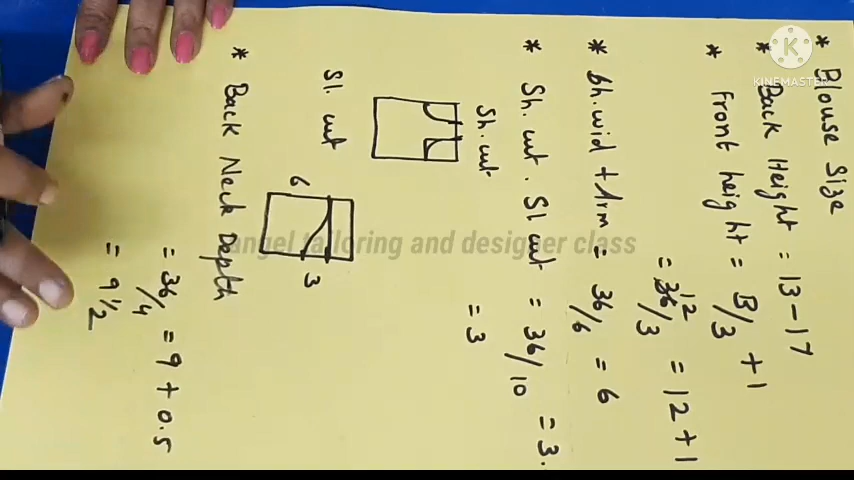 * Blouse Size
* Back Height = 13-17
* Front height = B/3 + 1
= 36/3 = 12 + 1
12
* Sh. wid + Arm = 36/6 = 6
* Sh. cut. Sl cut = 36/10 = 3.
= 3
Sh. cut
Sl. cut
6
3
* Back Neck Depth
= 36/4 = 9 + 0.5
= 9 1/2
K
KINEMASTER
angel tailoring and designer class